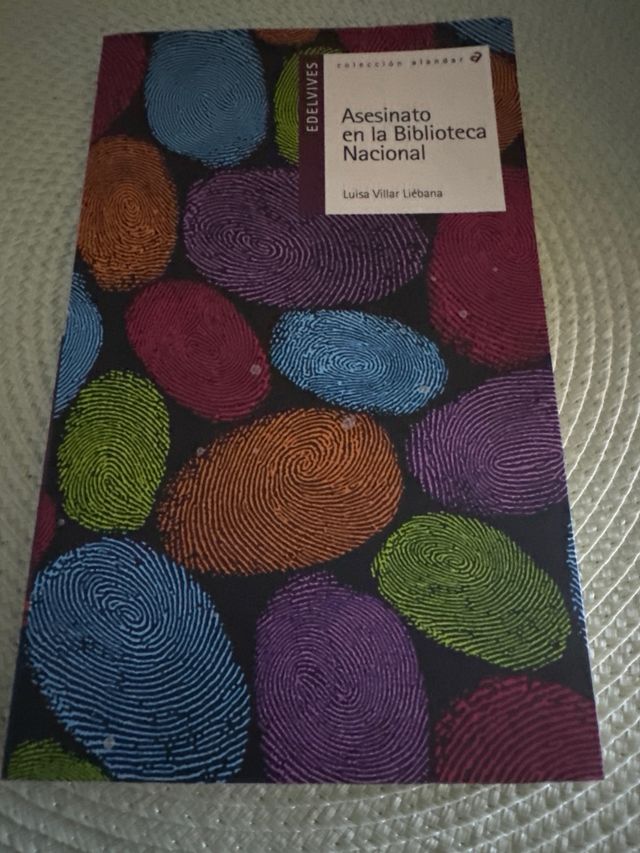 EDELVIVES
colección alandar a
Asesinato
en la Biblioteca
Nacional
Luisa Villar Liébana